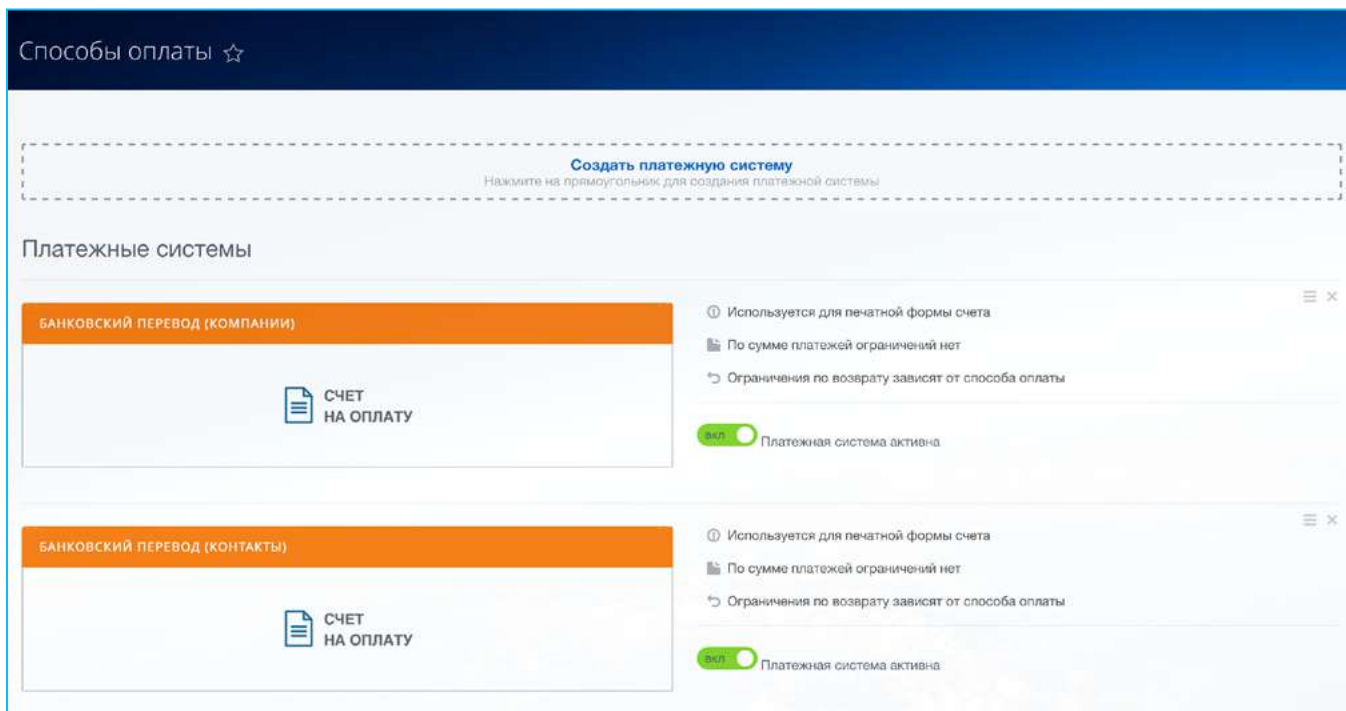 Способы оплаты
Создать платежную систему
Нажмите на прямоугольник для создания платежной системы
Платежные системы
БАНКОВСКИЙ ПЕРЕВОД (КОМПАНИИ)
СЧЕТ
НА ОПЛАТУ
Используется для печатной формы счета
По сумме платежей ограничений нет
Ограничения по возврату зависят от способа оплаты
ВКЛ Платежная система активна
БАНКОВСКИЙ ПЕРЕВОД (КОНТАКТЫ)
СЧЕТ
НА ОПЛАТУ
Используется для печатной формы счета
По сумме платежей ограничений нет
Ограничения по возврату зависят от способа оплаты
ВКЛ Платежная система активна